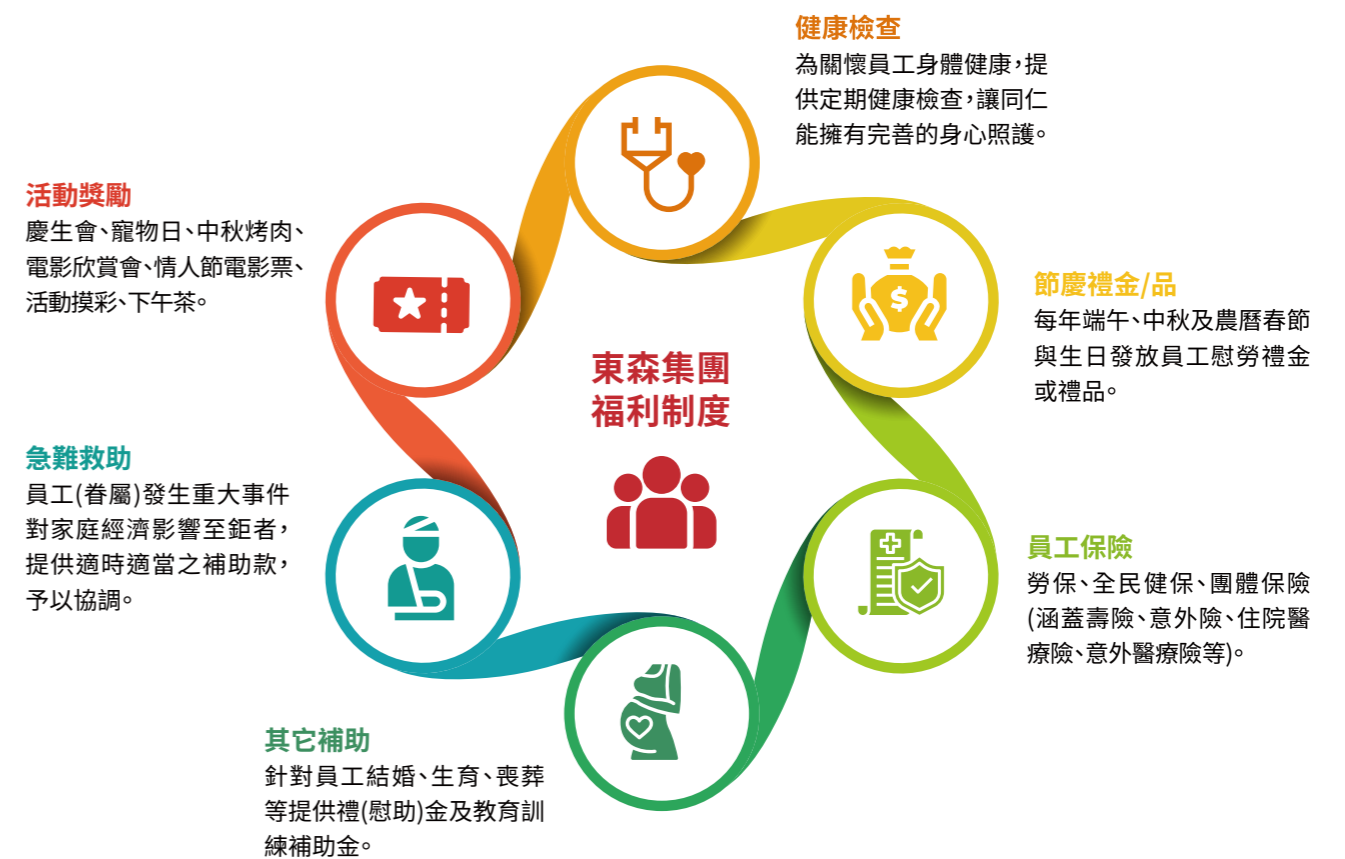 東森集團
福利制度
健康檢查
為關懷員工身體健康,提
供定期健康檢查,讓同仁
能擁有完善的身心照護。
節慶禮金/品
每年端午、中秋及農曆春節
與生日發放員工慰勞禮金
或禮品。
員工保險
勞保、全民健保、團體保險
(涵蓋壽險、意外險、住院醫
療險、意外醫療險等)。
其它補助
針對員工結婚、生育、喪葬
等提供禮(慰助)金及教育訓
練補助金。
急難救助
員工(眷屬)發生重大事件
對家庭經濟影響至鉅者,
提供適時適當之補助款,
予以協調。
活動獎勵
慶生會、寵物日、中秋烤肉、
電影欣賞會、情人節電影票、
活動摸彩、下午茶。
$